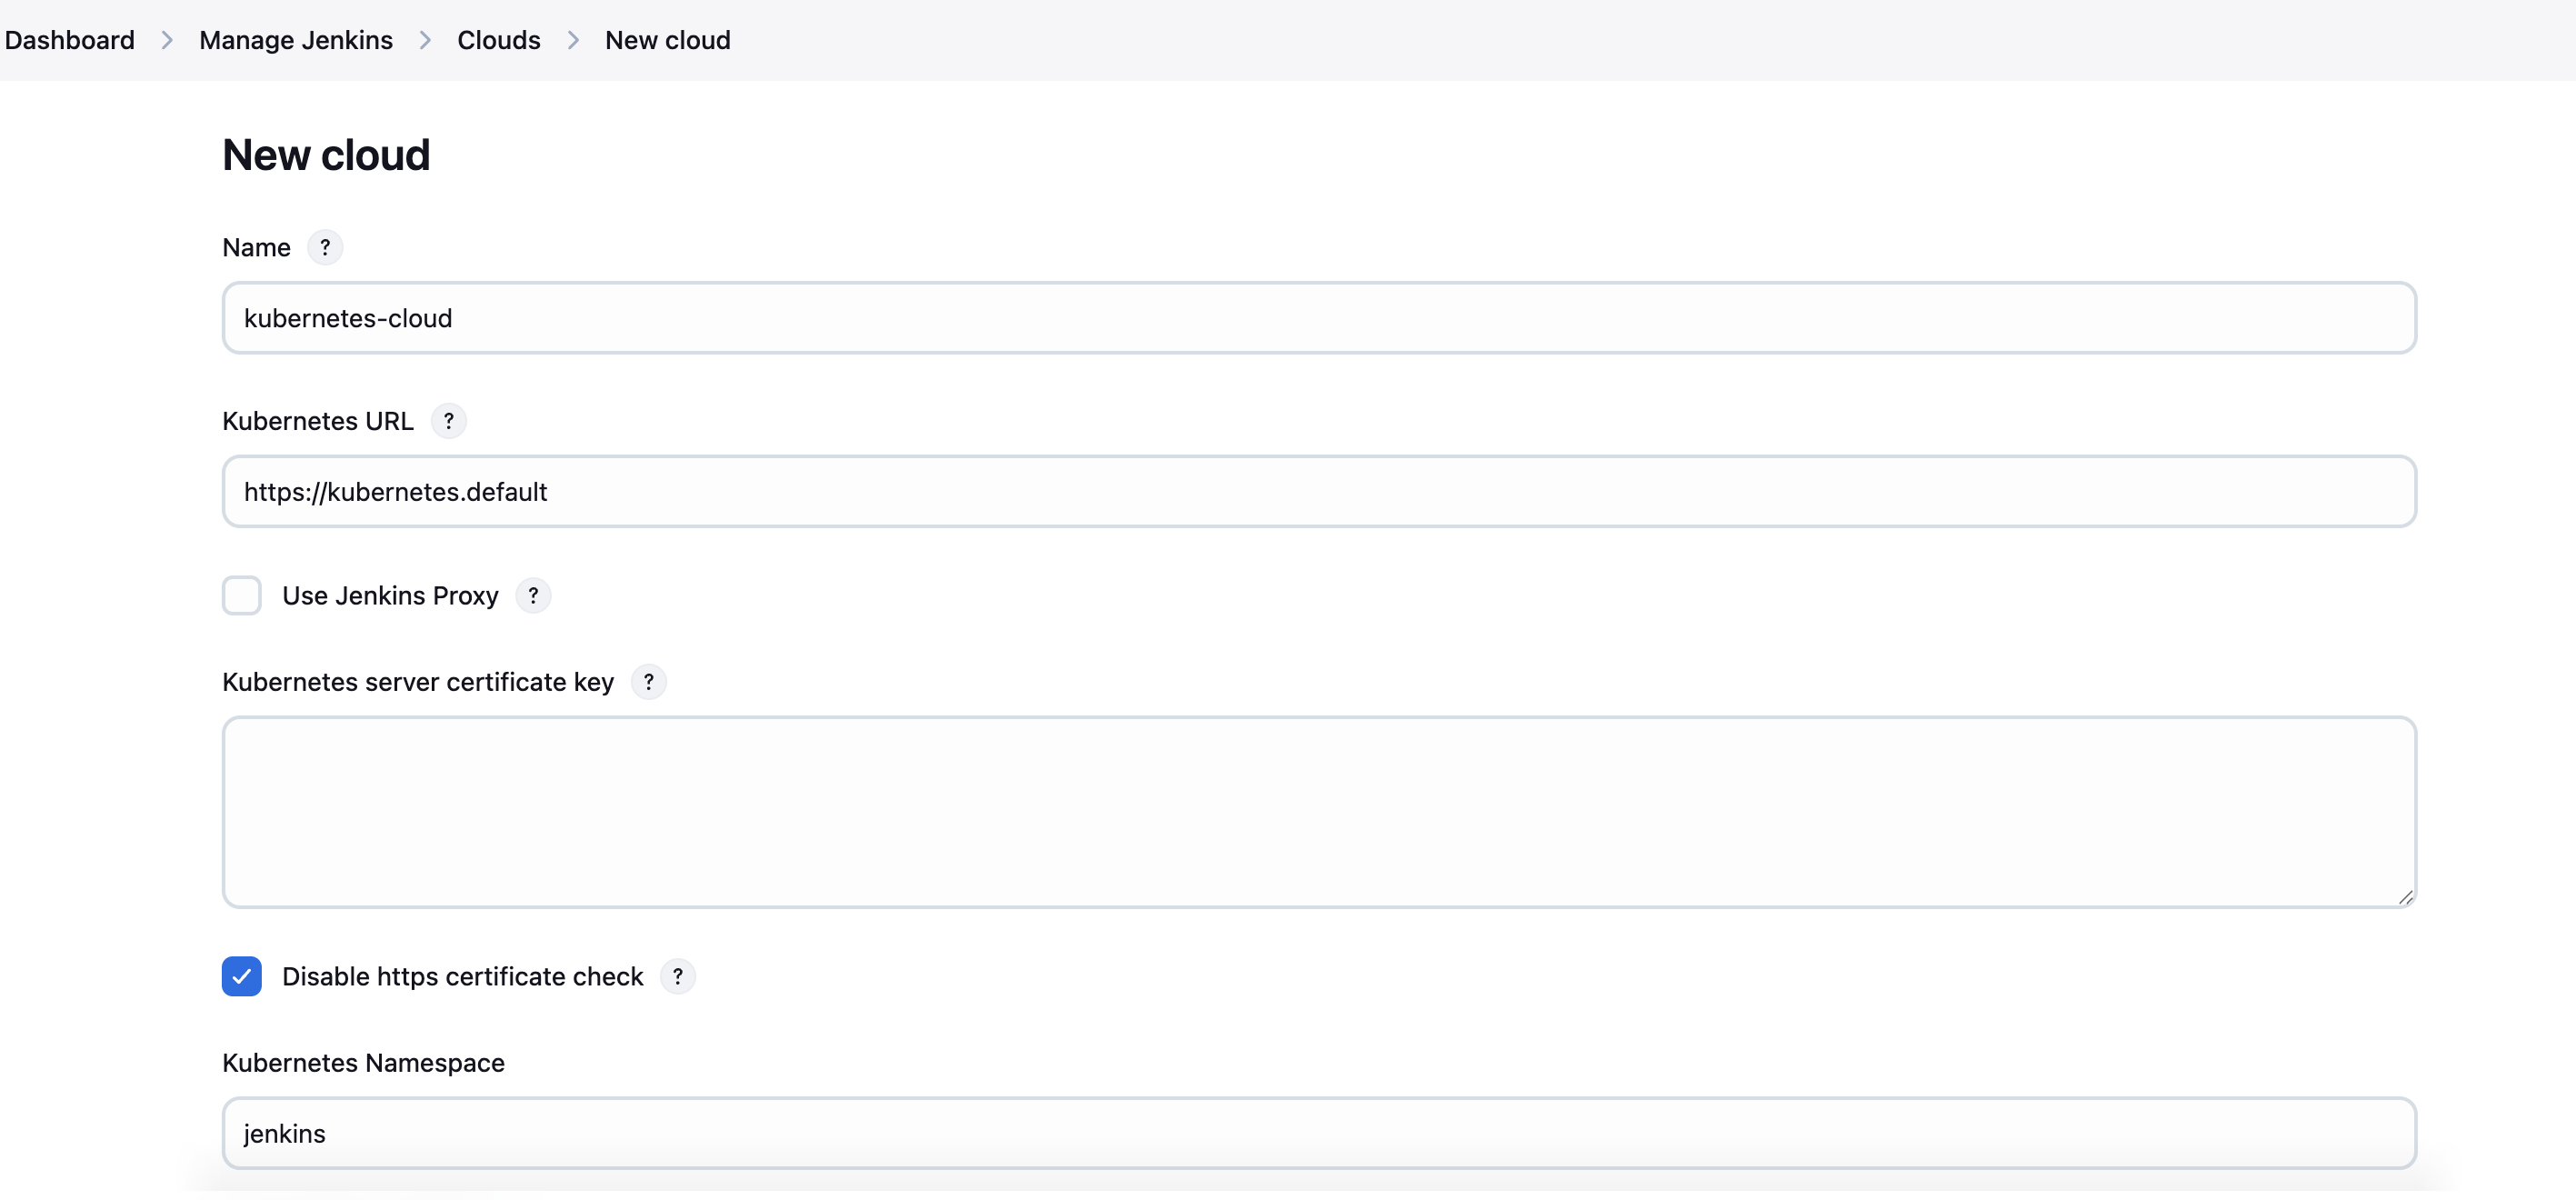 Dashboard > Manage Jenkins > Clouds > New cloud
New cloud
Name ?
kubernetes-cloud
Kubernetes URL ?
https://kubernetes.default
Use Jenkins Proxy ?
Kubernetes server certificate key ?
Disable https certificate check ?
Kubernetes Namespace
jenkins